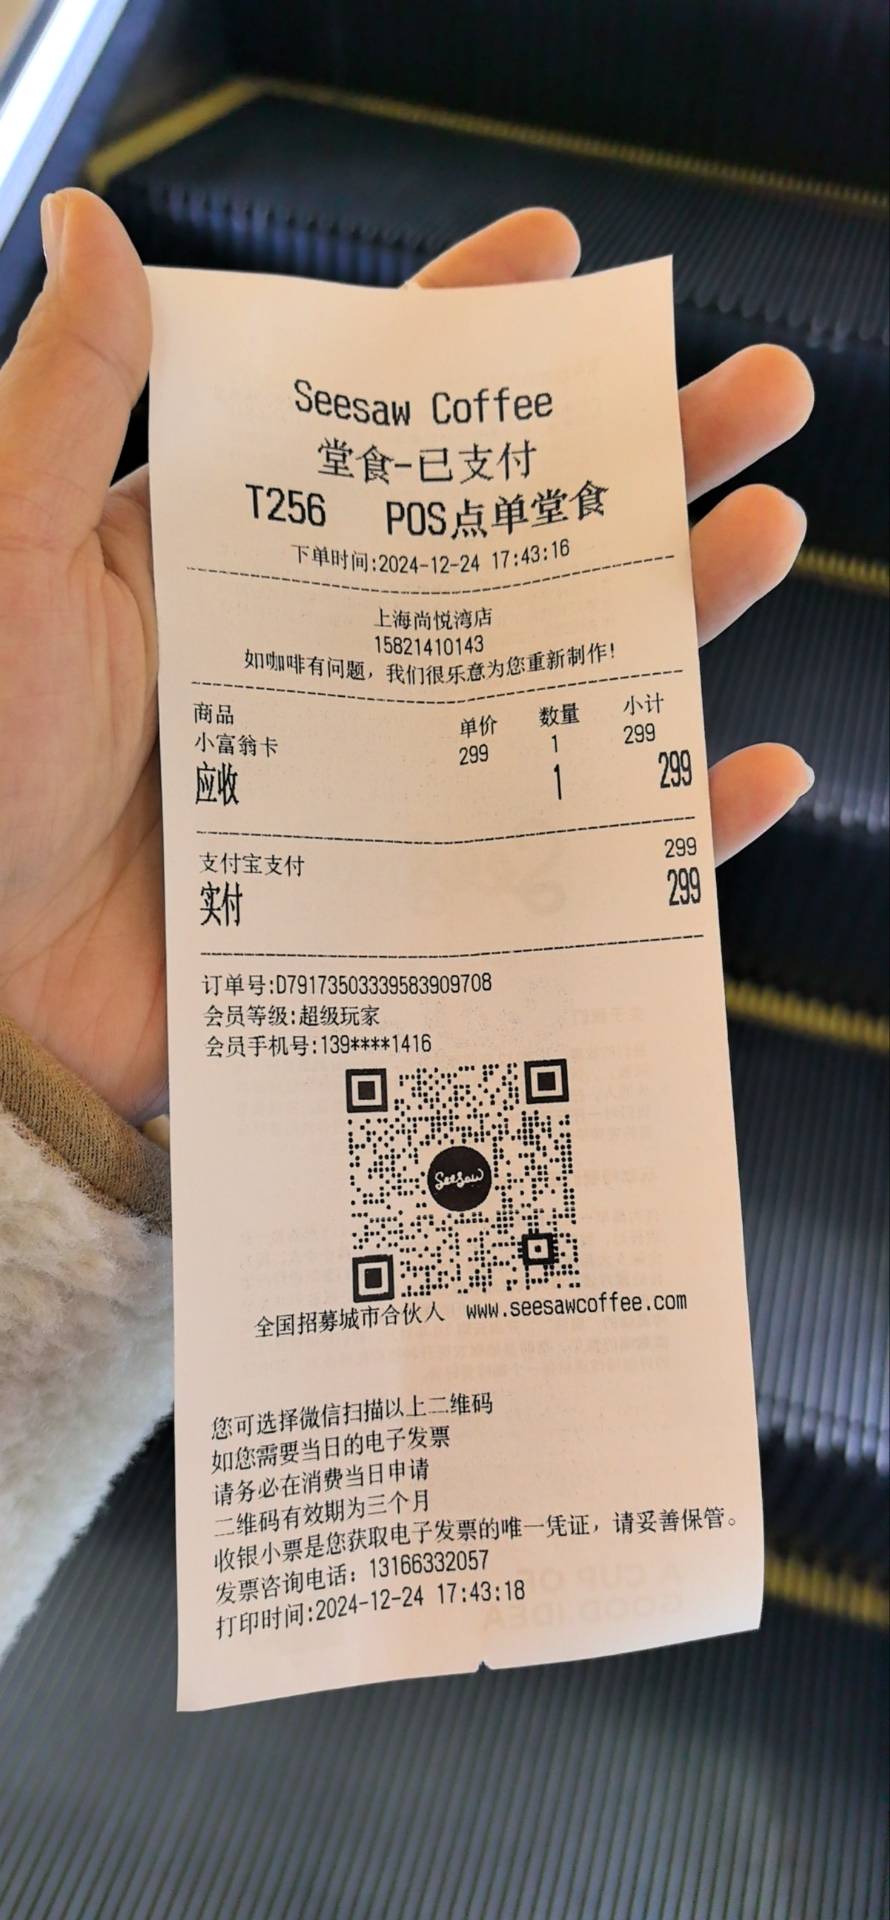 Seesaw Coffee
堂食-已支付
T256 POS点单堂食
下单时间:2024-12-24 17:43:16
上海尚悦湾店
15821410143
如咖啡有问题，我们很乐意为您重新制作!
商品 单价 数量 小计
小富翁卡 299 1 299
应收 1 299
支付宝支付 299
实付 299
订单号:D79173503339583909708
会员等级:超级玩家
会员手机号:139****1416
Seesaw
全国招募城市合伙人 www.seesawcoffee.com
您可选择微信扫描以上二维码
如您需要当日的电子发票
请务必在消费当日申请
二维码有效期为三个月
收银小票是您获取电子发票的唯一凭证，请妥善保管。
发票咨询电话：13166332057
打印时间:2024-12-24 17:43:18
A CUP OF
GOOD IDEA